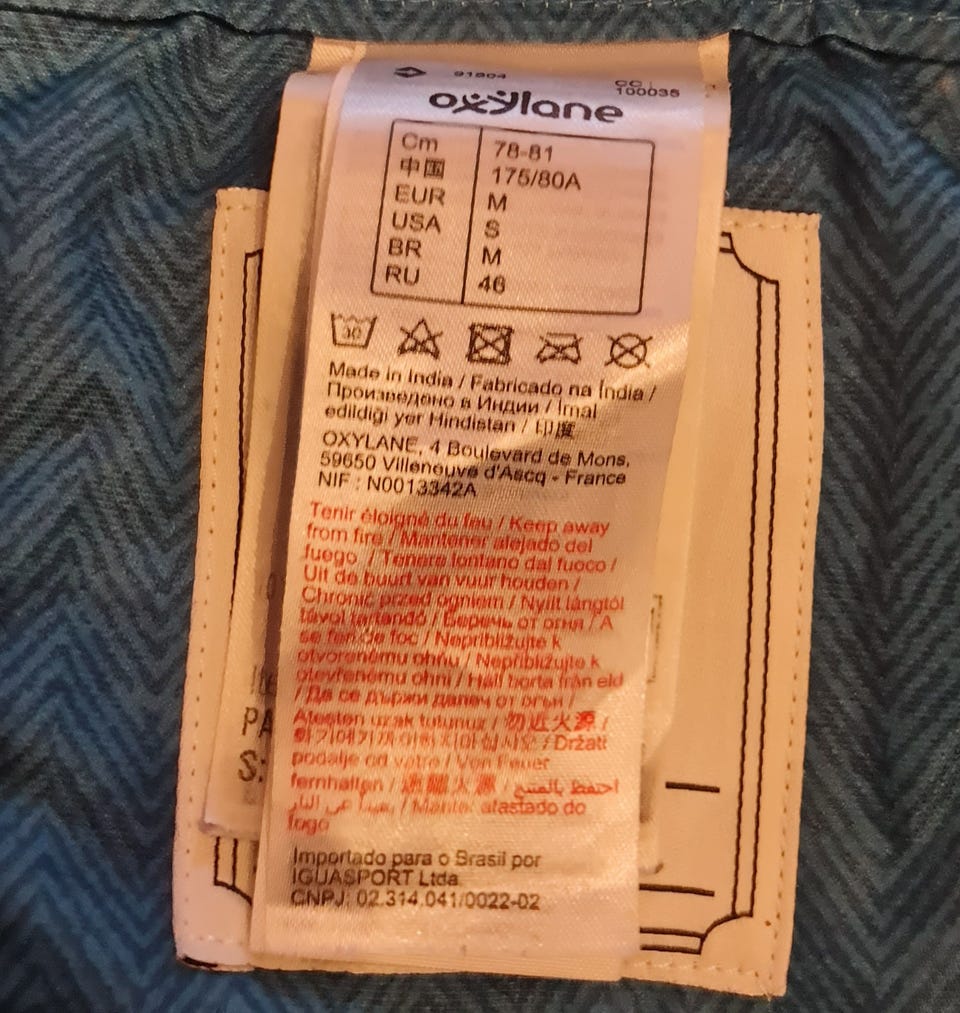 91804
CC :
100035
oxylane
Cm 78-81
中国 175/80A
EUR M
USA S
BR M
RU 46
30
Made in India / Fabricado na Índia /
Произведено в Индии / Imal
edildigi yer Hindistan / 印度
OXYLANE, 4 Boulevard de Mons,
59650 Villeneuve d'Ascq - France
NIF : N0013342A
Tenir éloigné du feu / Keep away
from fire / Mantener alejado del
fuego / Tenere lontano dal fuoco /
Uit de buurt van vuur houden /
Chronić przed ogniem / Nyílt lángtól
távol tartendó / Беречь от огня / A
se feri de foc / Nepribližujte k
otvorenému ohňu / Nepřibližujte k
otevřenému ohni / Håll borta från eld
/ Да се държи далеч от огън /
Ateşten uzak tutunuz / 勿近火源 /
/ Držati
podalje od vatre / Von Feuer
fernhalten / 遠離火源 /
/ Manter afastado do
fogo
Importado para o Brasil por
IGUASPORT Ltda
CNPJ: 02.314.041/0022-02
PA
S: